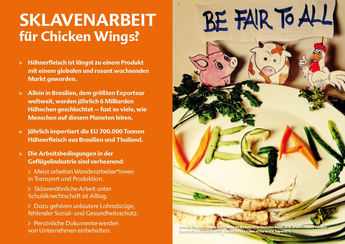 SKLAVENARBEIT
für Chicken Wings?
» Hühnerfleisch ist längst zu einem Produkt
mit einem globalen und rasant wachsenden
Markt geworden.
» Allein in Brasilien, dem größten Exporteur
weltweit, werden jährlich 6 Milliarden
Hühnchen geschlachtet – fast so viele, wie
Menschen auf diesem Planeten leben.
» Jährlich importiert die EU 700.000 Tonnen
Hühnerfleisch aus Brasilien und Thailand.
» Die Arbeitsbedingungen in der
Geflügelindustrie sind verheerend:
> Meist arbeiten Wanderarbeiter*innen
in Transport und Produktion.
> Sklavenähnliche Arbeit unter
Schuldknechtschaft ist Alltag.
> Dazu gehören unlautere Lohnabzüge,
fehlender Sozial- und Gesundheitsschutz.
> Persönliche Dokumente werden
von Unternehmen einbehalten.
BE FAIR TO ALL
VEGAN